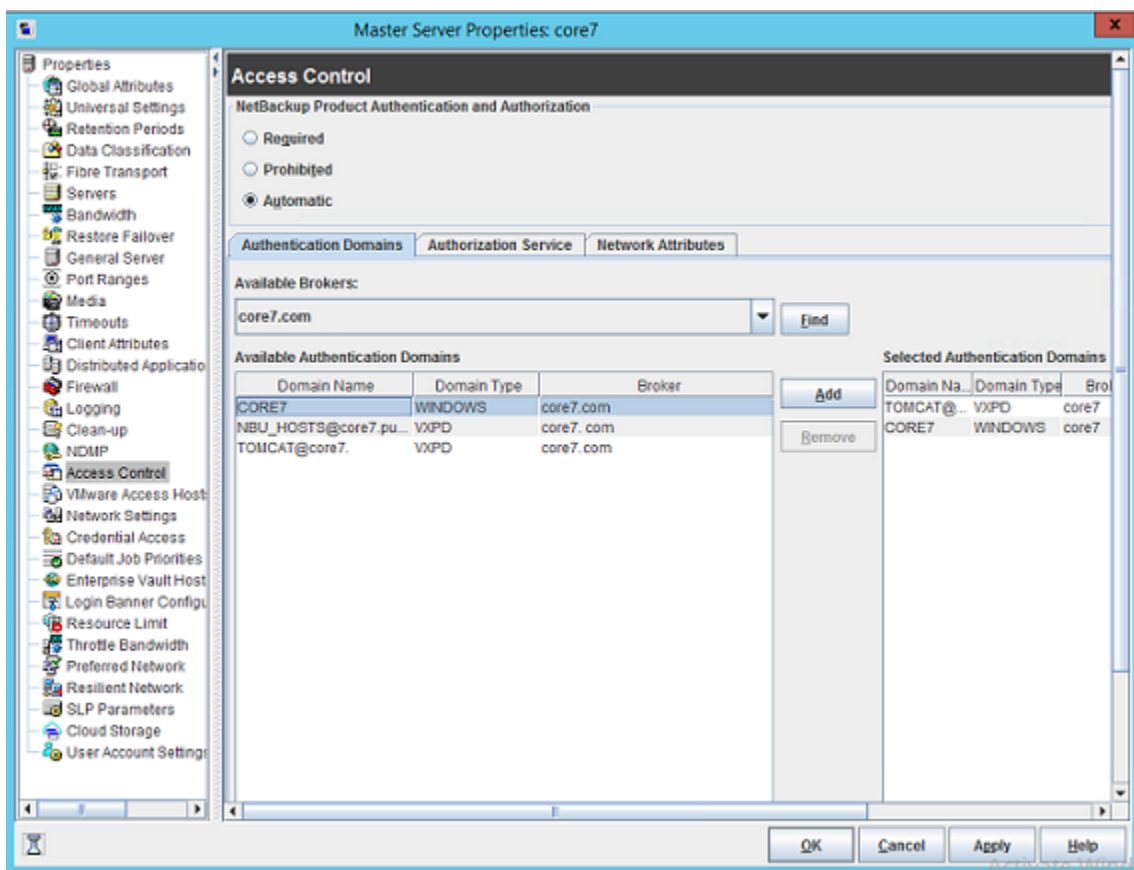 Master Server Properties: core7
x
Properties
Global Attributes
Universal Settings
Retention Periods
Data Classification
Fibre Transport
Servers
Bandwidth
Restore Failover
General Server
Port Ranges
Media
Timeouts
Client Attributes
Distributed Applicatio
Firewall
Logging
Clean-up
NDMP
Access Control
VMware Access Host
Network Settings
Credential Access
Default Job Priorities
Enterprise Vault Host
Login Banner Configu
Resource Limit
Throttle Bandwidth
Preferred Network
Resilient Network
SLP Parameters
Cloud Storage
User Account Settings
Access Control
NetBackup Product Authentication and Authorization
Required
Prohibited
Automatic
Authentication Domains Authorization Service Network Attributes
Available Brokers:
core7.com Find
Available Authentication Domains
Domain Name Domain Type Broker
CORE7 WINDOWS core7.com
NBU_HOSTS@core7.pu... VXPD core7. com
TOMCAT@core7. VXPD core7.com
Add
Remove
Selected Authentication Domains
Domain Na... Domain Type Brol
TOMCAT@... VXPD core7
CORE7 WINDOWS core7
OK Cancel Apply Help